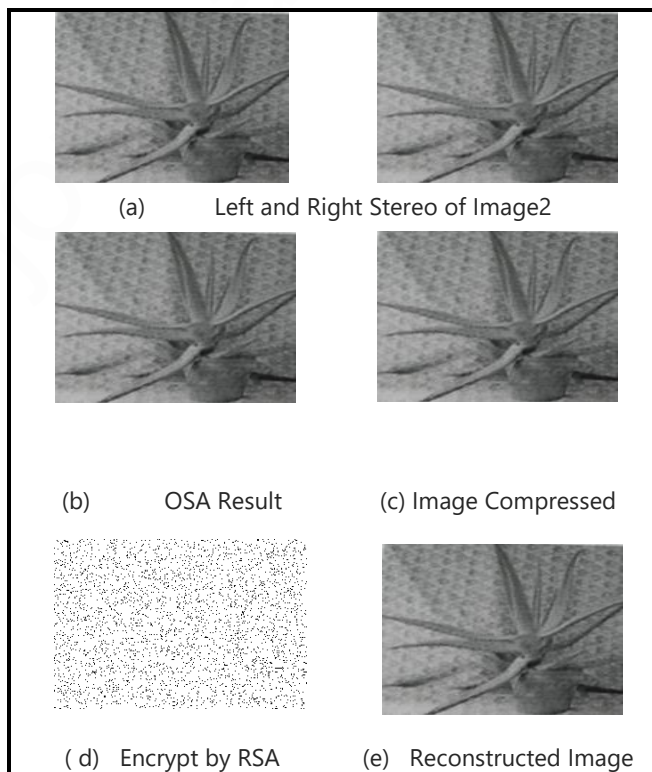 (a) Left and Right Stereo of Image2
(b) OSA Result (c) Image Compressed
( d) Encrypt by RSA (e) Reconstructed Image